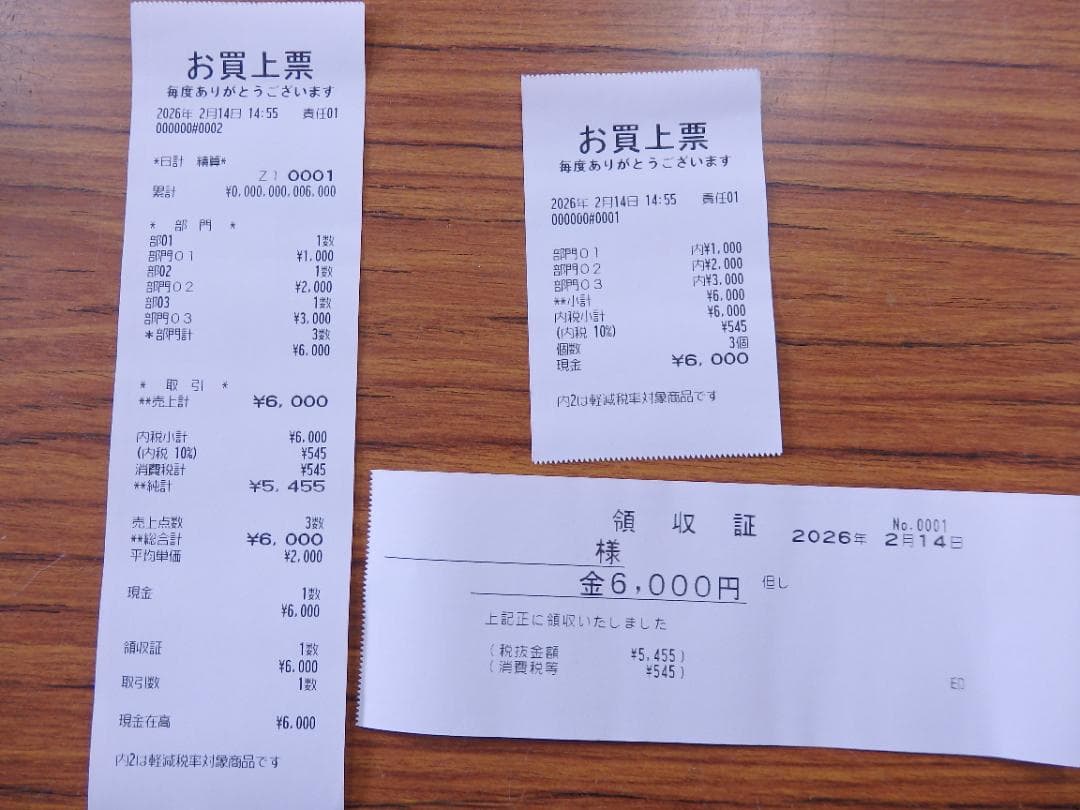 お買上票
毎度ありがとうございます
2026年 2月14日 14:55 責任01
000000#0002
*日計 精算*
Z1 0001
累計 ¥0,000,000,006,000
* 部 門 *
部01 1数
部門01 ¥1,000
部02 1数
部門02 ¥2,000
部03 1数
部門03 ¥3,000
*部門計 3数
¥6,000
* 取 引 *
**売上計 ¥6,000
内税小計 ¥6,000
(内税 10%) ¥545
消費税計 ¥545
**純計 ¥5,455
売上点数 3数
**総合計 ¥6,000
平均単価 ¥2,000
現金 1数
¥6,000
領収証 1数
¥6,000
取引数 1数
現金在高 ¥6,000
内2は軽減税率対象商品です
お買上票
毎度ありがとうございます
2026年 2月14日 14:55 責任01
000000#0001
部門01 内¥1,000
部門02 内¥2,000
部門03 内¥3,000
**小計 ¥6,000
内税小計 ¥6,000
(内税 10%) ¥545
個数 3個
現金 ¥6,000
内2は軽減税率対象商品です
領 収 証 No.0001
2026年 2月14日
様
金6,000円 但し
上記正に領収いたしました
(税抜金額 ¥5,455)
(消費税等 ¥545)
印